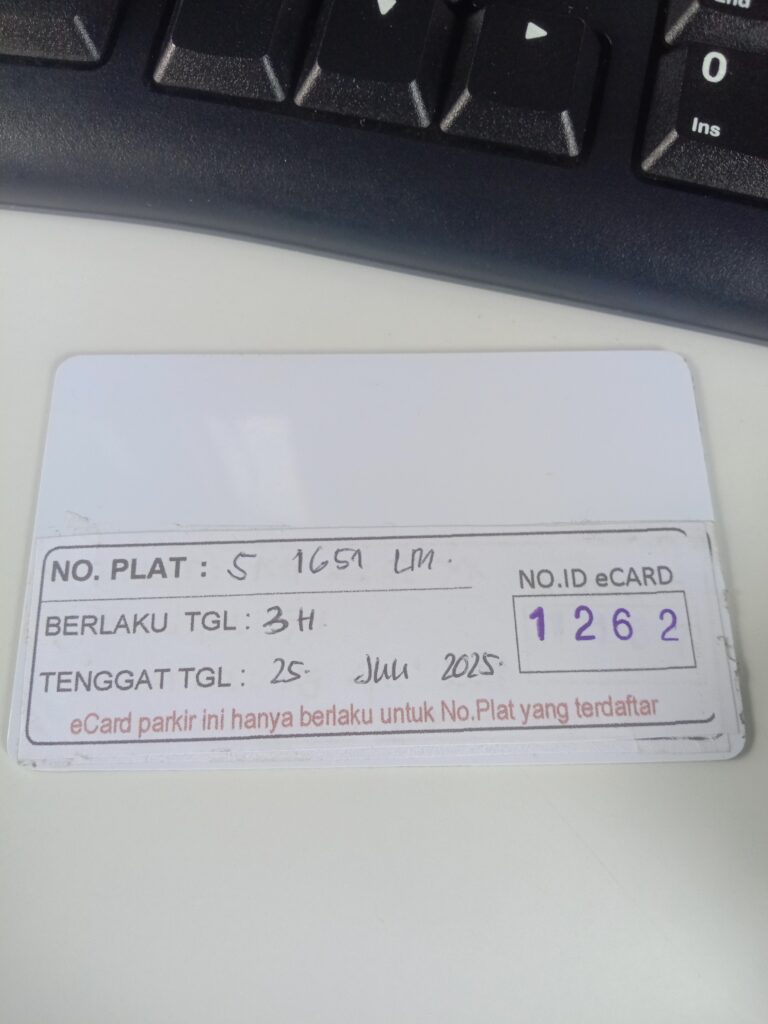 End
0
Ins
NO. PLAT : S 1651 LM.
BERLAKU TGL : 3H
TENGGAT TGL : 25. Juli 2025.
NO.ID eCARD
1262
eCard parkir ini hanya berlaku untuk No.Plat yang terdaftar